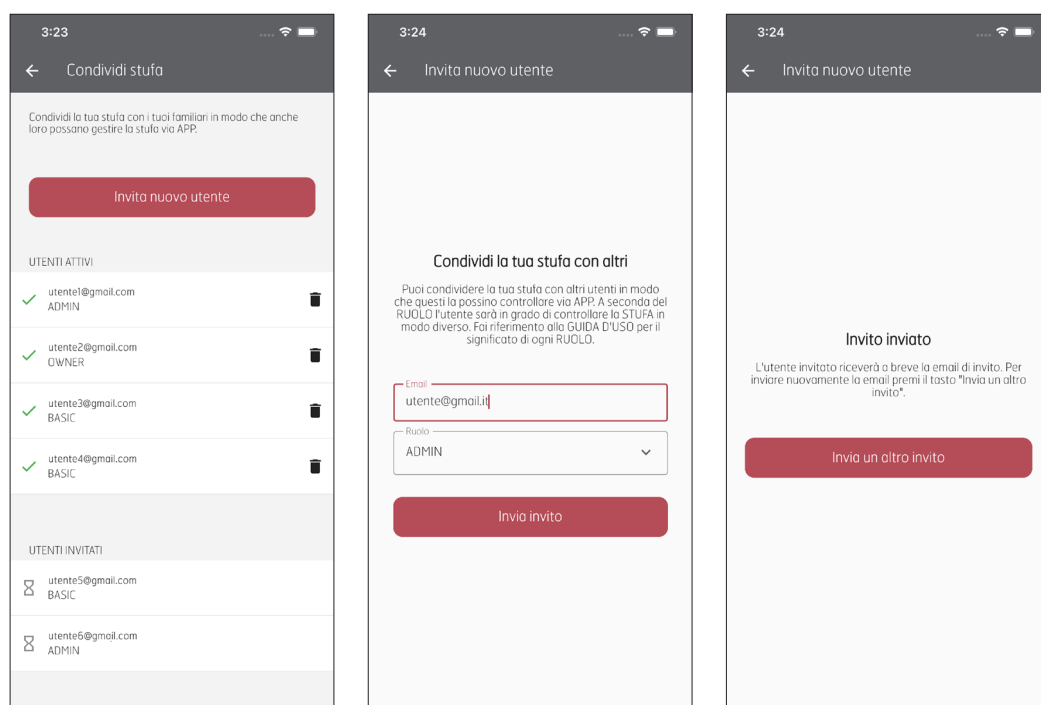 3:23
Condividi stufa
Condividi la tua stufa con i tuoi familiari in modo che anche
loro possano gestire la stufa via APP.
Invita nuovo utente
UTENTI ATTIVI
utente1@gmail.com
ADMIN
utente2@gmail.com
OWNER
utente3@gmail.com
BASIC
utente4@gmail.com
BASIC
UTENTI INVITATI
utente5@gmail.com
BASIC
utente6@gmail.com
ADMIN
3:24
Invita nuovo utente
Condividi la tua stufa con altri
Puoi condividere la tua stufa con altri utenti in modo
che questi la possino controllare via APP. A seconda del
RUOLO l'utente sarà in grado di controllare la STUFA in
modo diverso. Fai riferimento alla GUIDA D'USO per il
significato di ogni RUOLO.
Email
utente@gmail.it
Ruolo
ADMIN
Invia invito
3:24
Invita nuovo utente
Invito inviato
L'utente invitato riceverà a breve la email di invito. Per
inviare nuovamente la email premi il tasto "Invia un altro
invito".
Invia un altro invito